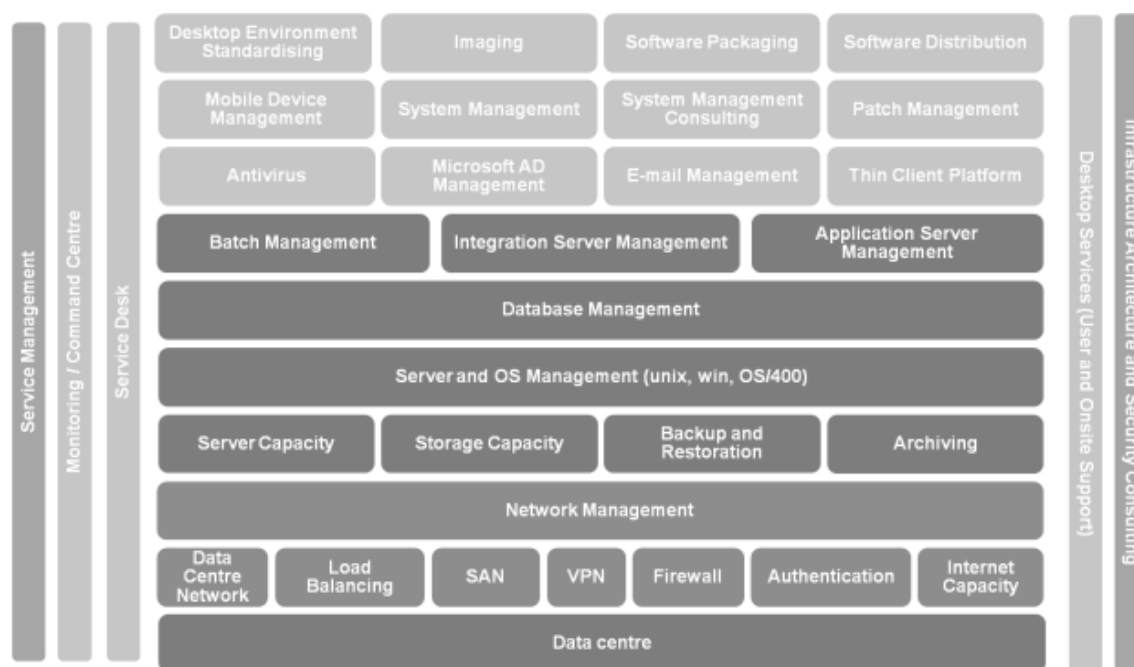 Service Management
Monitoring / Command Centre
Service Desk
Desktop Environment
Standardising
Imaging
Software Packaging
Software Distribution
Mobile Device
Management
System Management
System Management
Consulting
Patch Management
Antivirus
Microsoft AD
Management
E-mail Management
Thin Client Platform
Batch Management
Integration Server Management
Application Server
Management
Database Management
Server and OS Management (unix, win, OS/400)
Server Capacity
Storage Capacity
Backup and
Restoration
Archiving
Network Management
Data
Centre
Network
Load
Balancing
SAN
VPN
Firewall
Authentication
Internet
Capacity
Data centre
Desktop Services (User and Onsite Support)
Infrastructure Architecture and Security Consulting